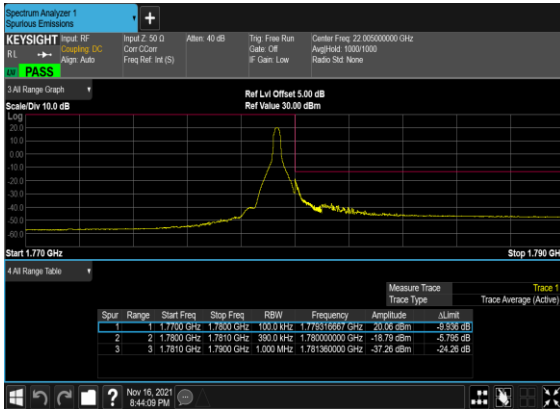 Spectrum Analyzer 1
Spurious Emissions
KEYSIGHT
RL
Input: RF
Coupling: DC
Align: Auto
Input Z: 50 Ω
Corr CCorr
Freq Ref: Int (S)
Atten: 40 dB
Trig: Free Run
Gate: Off
IF Gain: Low
Center Freq: 22.005000000 GHz
Avg|Hold: 1000/1000
Radio Std: None
PASS
3 All Range Graph
Scale/Div 10.0 dB
Ref Lvl Offset 5.00 dB
Ref Value 30.00 dBm
Log
20.0
10.0
0.00
-10.0
-20.0
-30.0
-40.0
-50.0
-60.0
Start 1.770 GHz
Stop 1.790 GH
4 All Range Table
Measure Trace Trace 1
Trace Type Trace Average (Active)
Spur Range Start Freq Stop Freq RBW Frequency Amplitude ΔLimit
1 1 1.7700 GHz 1.7800 GHz 100.0 kHz 1.779316667 GHz 20.06 dBm -9.936 dB
2 2 1.7800 GHz 1.7810 GHz 390.0 kHz 1.780000000 GHz -18.79 dBm -5.795 dB
3 3 1.7810 GHz 1.7900 GHz 1.000 MHz 1.781360000 GHz -37.26 dBm -24.26 dB
Nov 16, 2021
8:44:09 PM